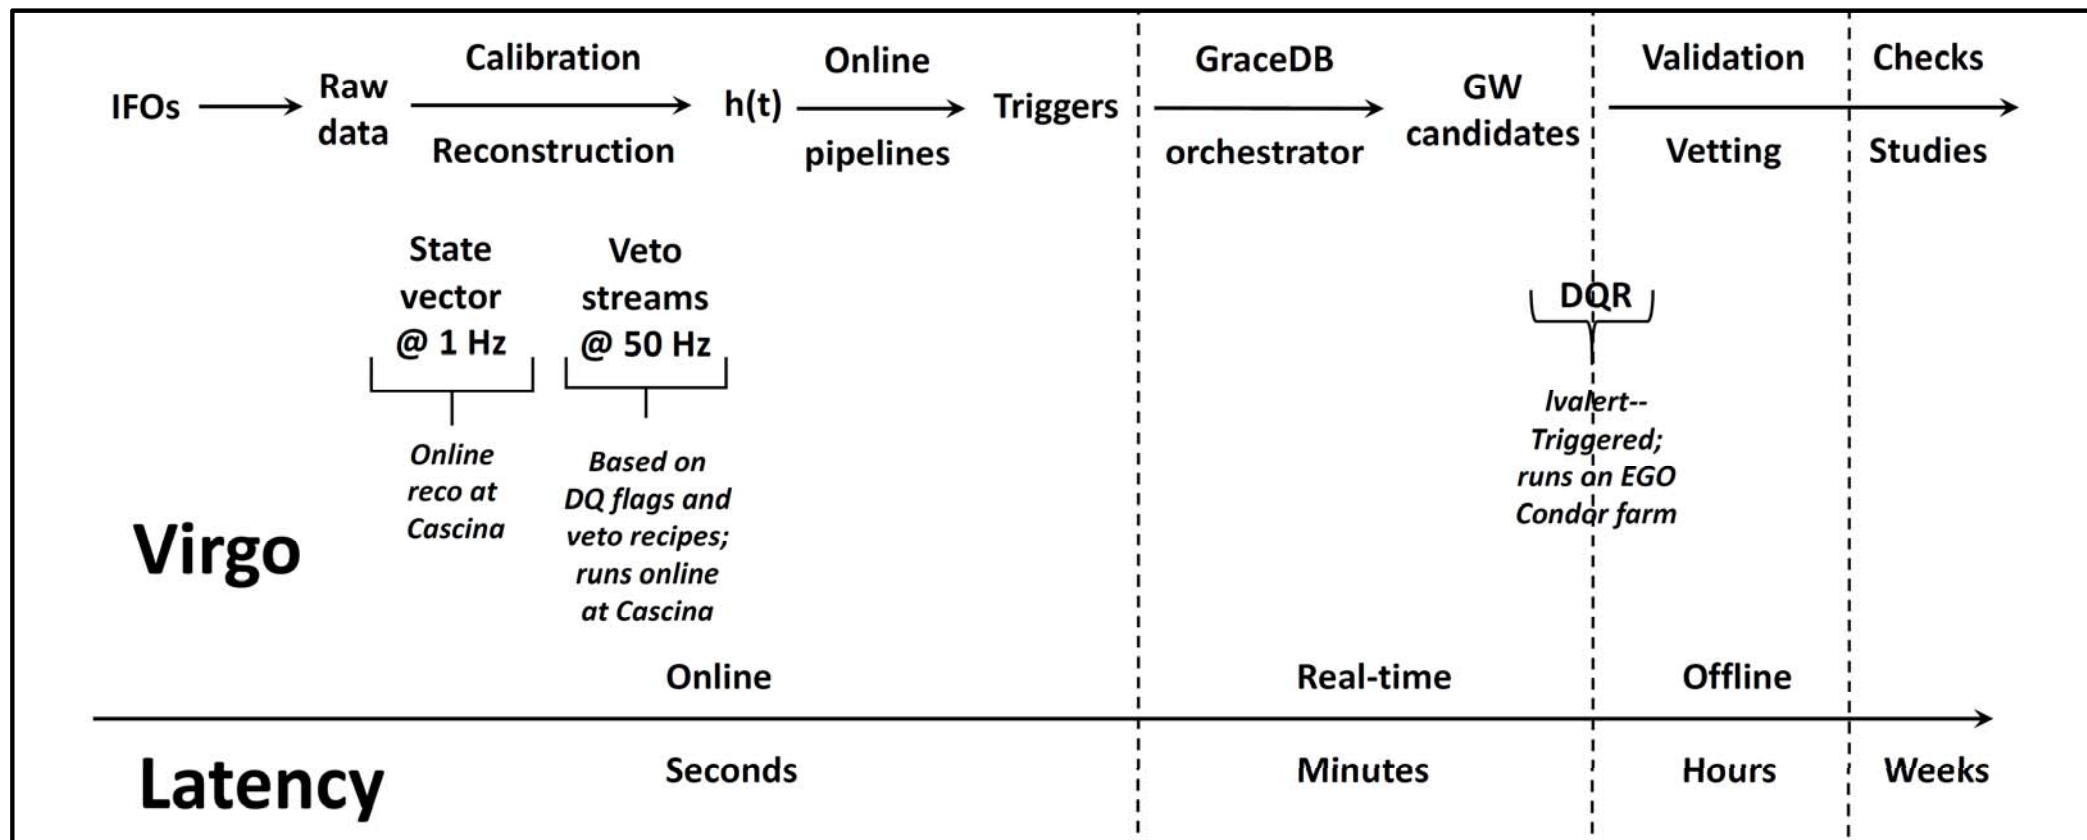 IFOs
Raw
data
Calibration
Reconstruction
h(t)
Online
pipelines
Triggers
GraceDB
orchestrator
GW
candidates
Validation
Vetting
Checks
Studies
State
vector
@ 1 Hz
Online
reco at
Cascina
Veto
streams
@ 50 Hz
Based on
DQ flags and
veto recipes;
runs online
at Cascina
DQR
lvalert--
Triggered;
runs on EGO
Condor farm
Virgo
Online
Real-time
Offline
Latency
Seconds
Minutes
Hours
Weeks